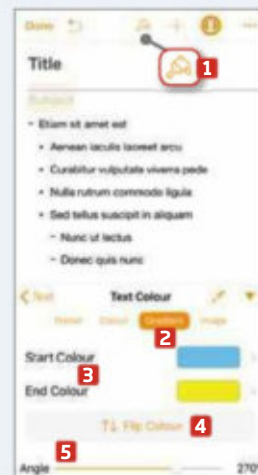 Done
1
Title
Subtitle
- Etiam sit amet est
• Aenean iaculis laoreet arcu
• Curabitur vulputate viverra pede
• Nulla rutrum commodo ligula
• Sed tellus suscipit in aliquam
- Nunc ut lectus
- Donec quis nunc
Text
Text Colour
Preset Colour Gradient Image
2
Start Colour
3
End Colour
Flip Colour 4
5
Angle 270°